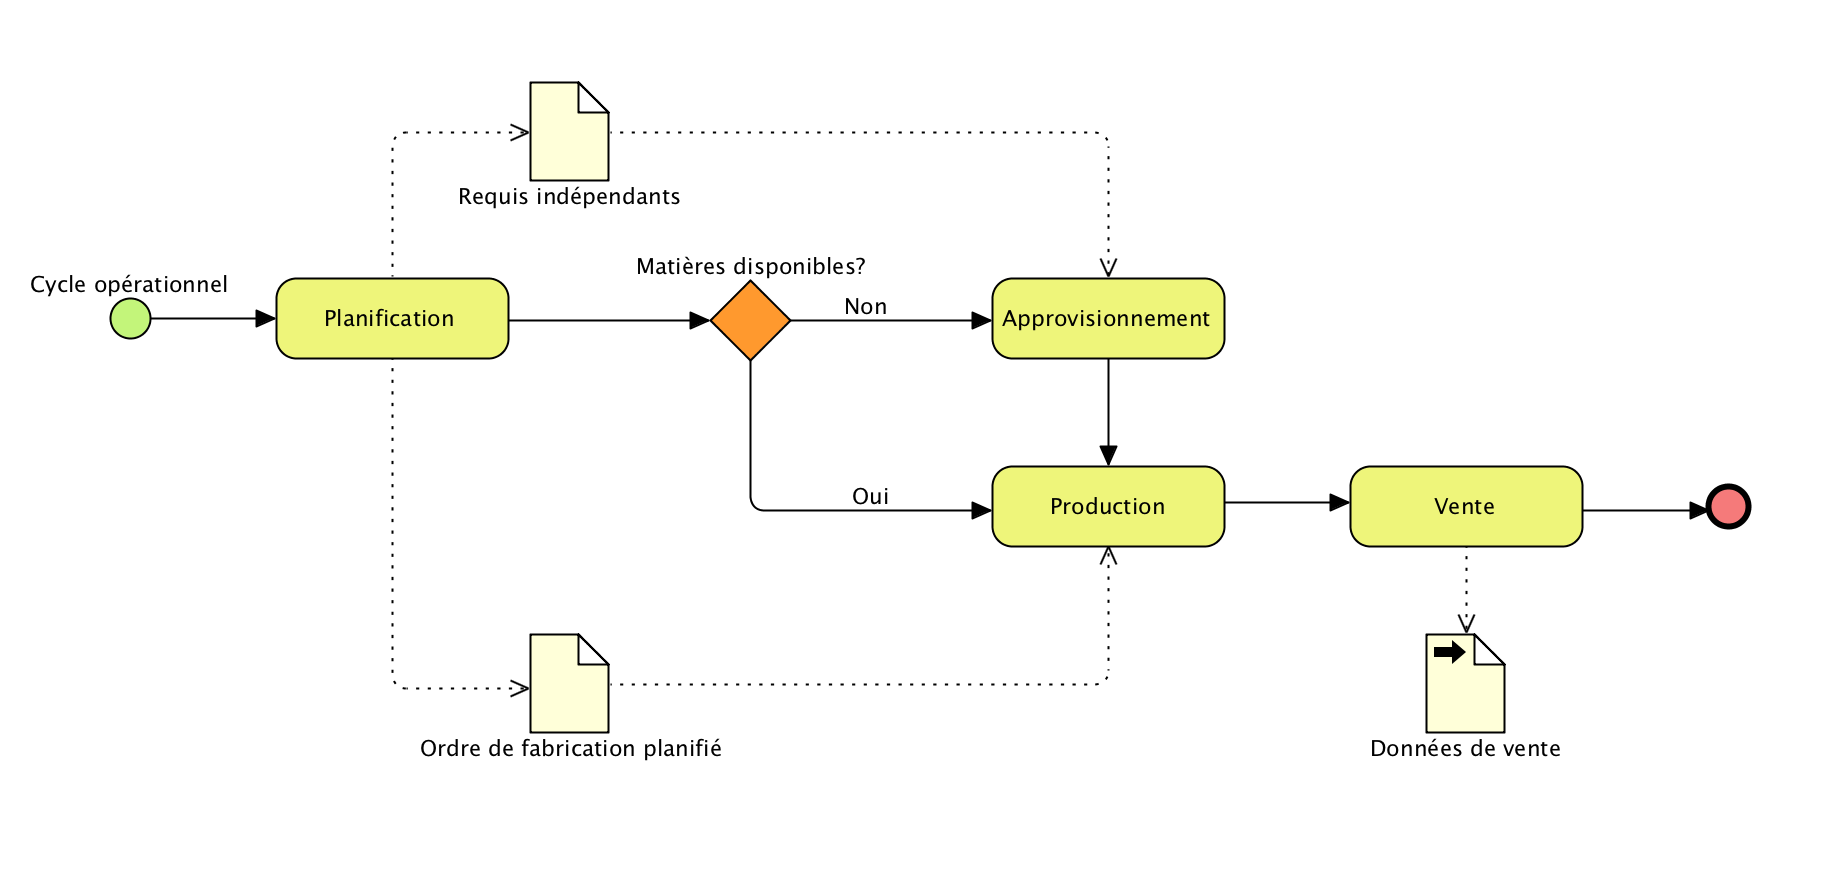 Requis indépendants
Cycle opérationnel
Planification
Matières disponibles?
Non
Approvisionnement
Oui
Production
Vente
Ordre de fabrication planifié
Données de vente